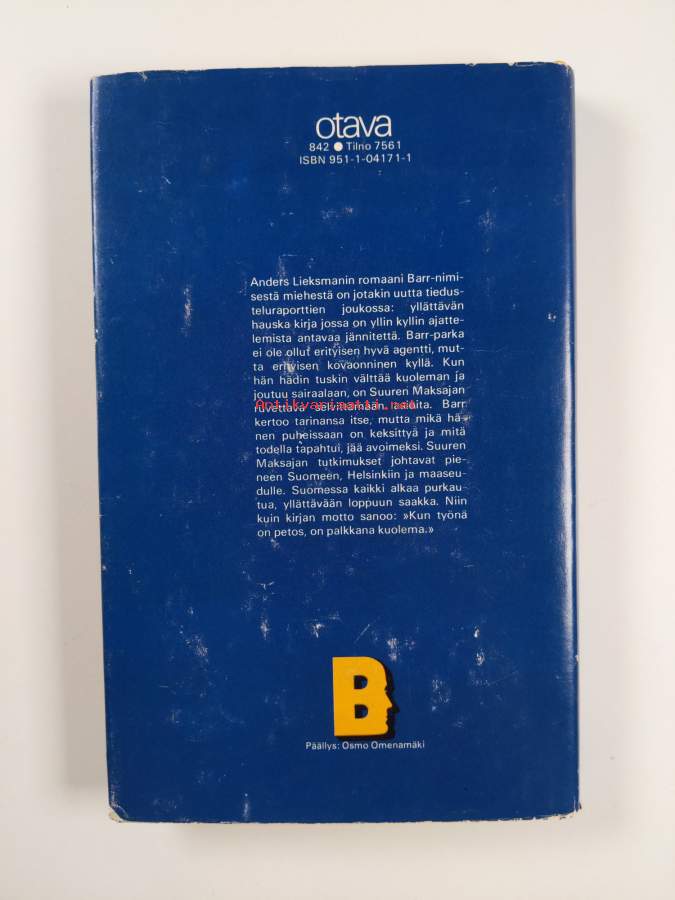 otava
842 ● Tilno 7561
ISBN 951-1-04171-1
Anders Lieksmanin romaani Barr-nimi-
sestä miehestä on jotakin uutta tiedus-
teluraporttien joukossa: yllättävän
hauska kirja jossa on yllin kyllin ajatte-
lemista antavaa jännitettä. Barr-parka
ei ole ollut erityisen hyvä agentti, mut-
ta erityisen kovaonninen kyllä. Kun
hän hädin tuskin välttää kuoleman ja
joutuu sairaalaan, on Suuren Maksajan
Antikvariaatti.net
selvittämään asioita. Barr
kertoo tarinansa itse, mutta mikä hä-
nen puheissaan on keksittyä ja mitä
todella tapahtui, jää avoimeksi. Suuren
Maksajan tutkimukset johtavat pie-
neen Suomeen, Helsinkiin ja maaseu-
dulle. Suomessa kaikki alkaa purkau-
tua, yllättävään loppuun saakka. Niin
kuin kirjan motto sanoo: »Kun työnä
on petos, on palkkana kuolema.»
B
Päällys: Osmo Omenamäki